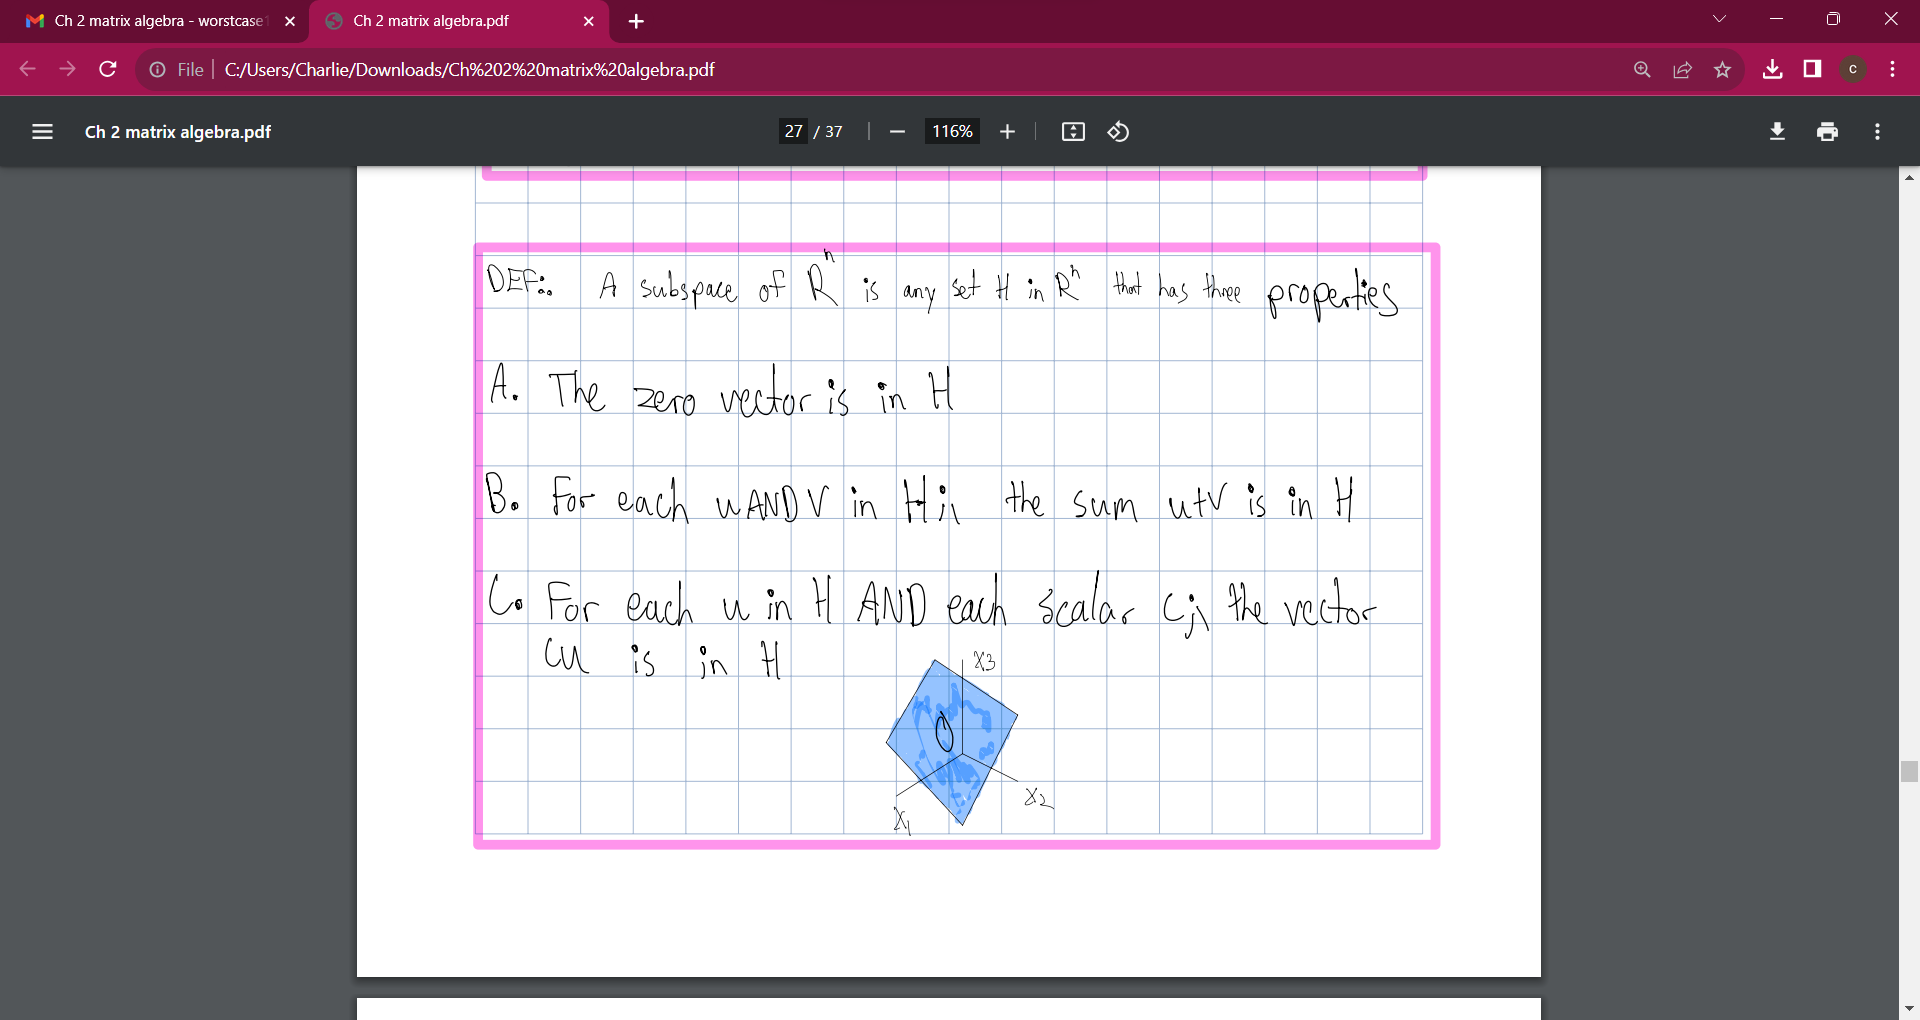 Ch 2 matrix algebra - worstcase
Ch 2 matrix algebra.pdf
File
C:/Users/Charlie/Downloads/Ch%202%20matrix%20algebra.pdf
C
Ch 2 matrix algebra.pdf
27 / 37
116%
DEF:. A subspace of R^n is any set H in R^n that has three properties
A. The zero vector is in H
B. For each u AND V in H;, the sum u+V is in H
C. For each u in H AND each scalar C;, the vector
Cu is in H
X3
0
X2
X1